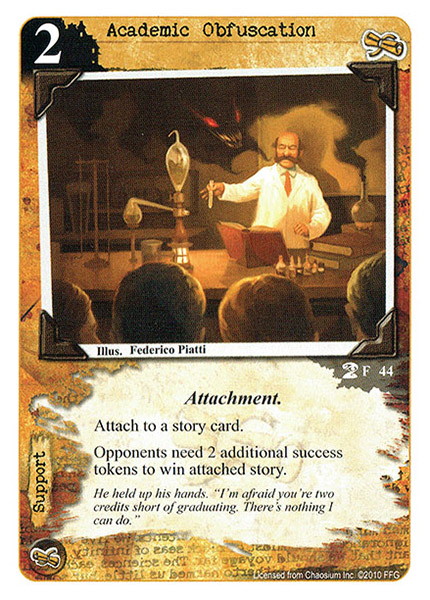 2
Academic Obfuscation
Illus. Federico Piatti
F 44
Attachment.
Attach to a story card.
Opponents need 2 additional success
tokens to win attached story.
He held up his hands. “I’m afraid you’re two
credits short of graduating. There’s nothing I
can do.”
Support
Licensed from Chaosium Inc. ©2010 FFG